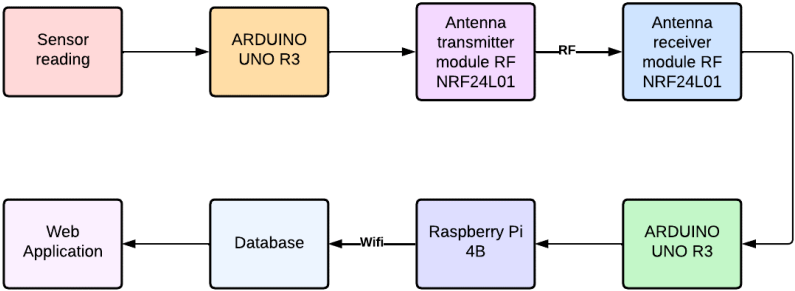 Sensor
reading
ARDUINO
UNO R3
Antenna
transmitter
module RF
NRF24L01
RF
Antenna
receiver
module RF
NRF24L01
ARDUINO
UNO R3
Raspberry Pi
4B
Wifi
Database
Web
Application